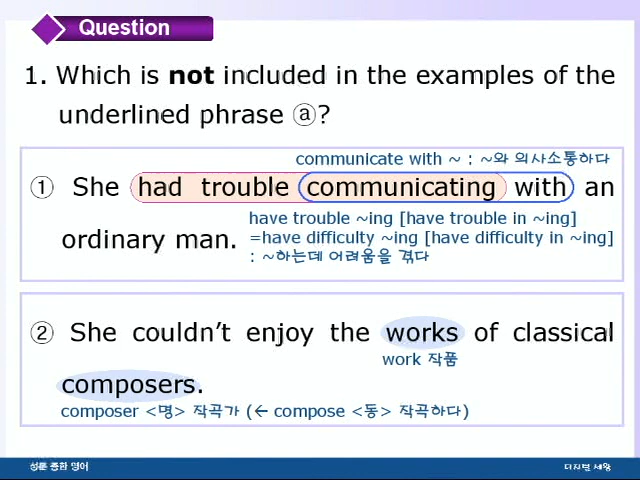 Question
1. Which is not included in the examples of the
underlined phrase ⓐ?
communicate with ~ : ~와 의사소통하다
① She had trouble communicating with an
have trouble ~ing [have trouble in ~ing]
ordinary man.
=have difficulty ~ing [have difficulty in ~ing]
: ~하는데 어려움을 겪다
② She couldn’t enjoy the works of classical
work 작품
composers.
composer <명> 작곡가 (← compose <동> 작곡하다)
성문 종합 영어
디지털 세왕